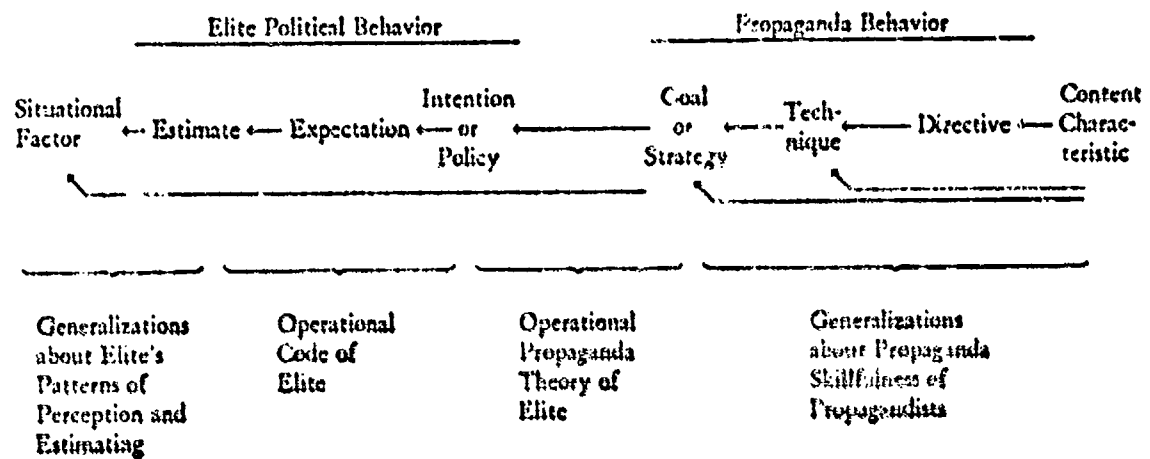 Elite Political Behavior
Propaganda Behavior
Situational
Factor
Estimate
Expectation
Intention
or
Policy
Goal
or
Strategy
Tech-
nique
Directive
Content
Charac-
teristic
Generalizations
about Elite's
Patterns of
Perception and
Estimating
Operational
Code of
Elite
Operational
Propaganda
Theory of
Elite
Generalizations
about Propaganda
Skillfulness of
Propagandists